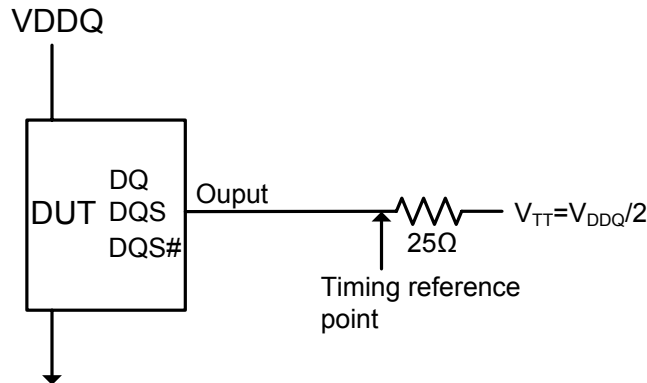 VDDQ
DUT
DQ
DQS
DQS#
Ouput
25Ω
V_TT=V_DDQ/2
Timing reference
point